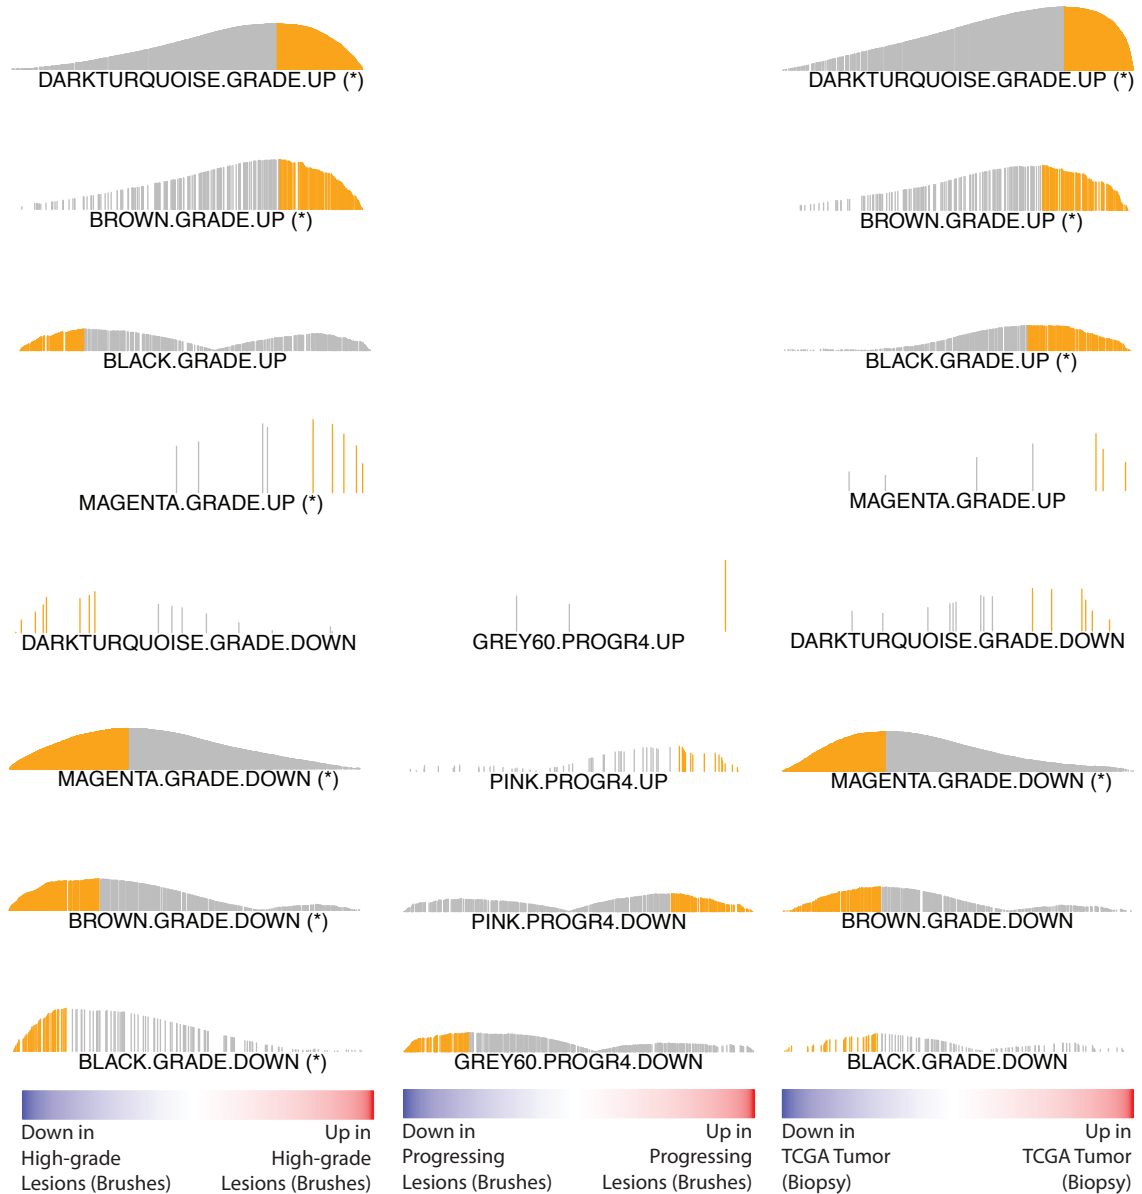 DARKTURQUOISE.GRADE.UP (*)
DARKTURQUOISE.GRADE.UP (*)
BROWN.GRADE.UP (*)
BROWN.GRADE.UP (*)
BLACK.GRADE.UP
BLACK.GRADE.UP (*)
MAGENTA.GRADE.UP (*)
MAGENTA.GRADE.UP
DARKTURQUOISE.GRADE.DOWN
GREY60.PROGR4.UP
DARKTURQUOISE.GRADE.DOWN
MAGENTA.GRADE.DOWN (*)
PINK.PROGR4.UP
MAGENTA.GRADE.DOWN (*)
BROWN.GRADE.DOWN (*)
PINK.PROGR4.DOWN
BROWN.GRADE.DOWN
BLACK.GRADE.DOWN (*)
GREY60.PROGR4.DOWN
BLACK.GRADE.DOWN
Down in
High-grade
Lesions (Brushes)
Up in
High-grade
Lesions (Brushes)
Down in
Progressing
Lesions (Brushes)
Up in
Progressing
Lesions (Brushes)
Down in
TCGA Tumor
(Biopsy)
Up in
TCGA Tumor
(Biopsy)